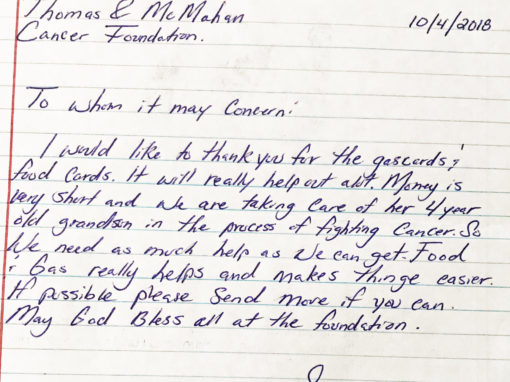 Thomas & McMahan
10/4/2018
Cancer Foundation.
To whom it may concern:
I would like to thank you for the gascards &
food cards. It will really help out alot. Money is
very short and we are taking care of her 4 year
old grandson in the process of fighting Cancer. So
We need as much help as we can get. Food
& Gas really helps and makes thinge easier.
If possible please send more if you can.
May God Bless all at the foundation.